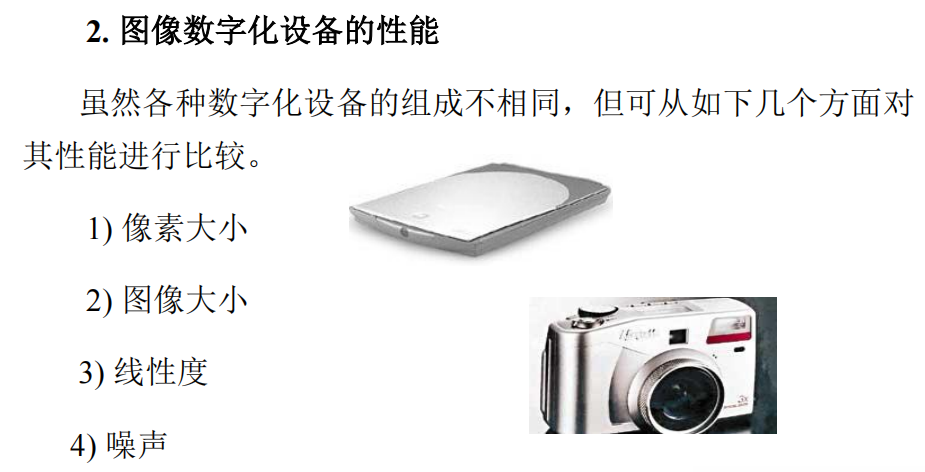 2. 图像数字化设备的性能
虽然各种数字化设备的组成不相同，但可从如下几个方面对
其性能进行比较。
1) 像素大小
2) 图像大小
3) 线性度
4) 噪声
3x